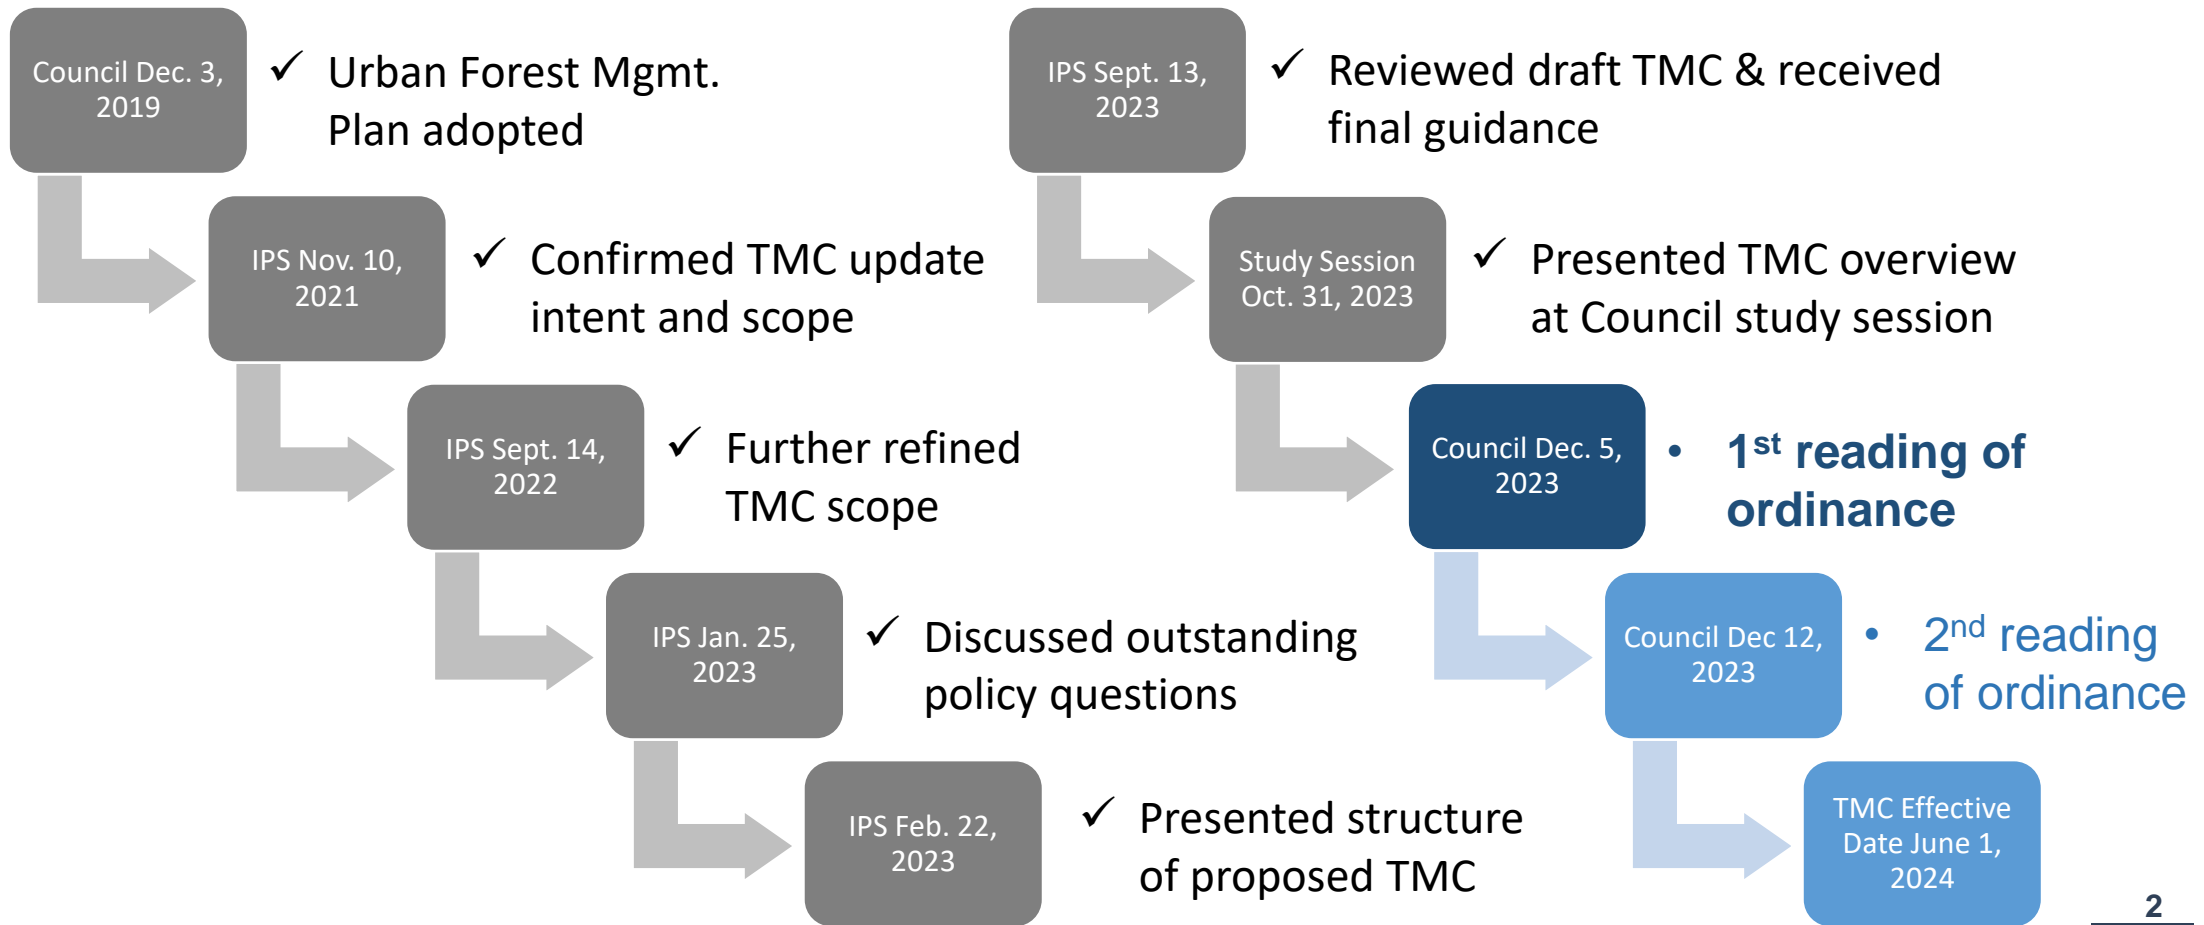 Council Dec. 3,
2019
✓ Urban Forest Mgmt.
Plan adopted
IPS Nov. 10,
2021
✓ Confirmed TMC update
intent and scope
IPS Sept. 14,
2022
✓ Further refined
TMC scope
IPS Jan. 25,
2023
✓ Discussed outstanding
policy questions
IPS Feb. 22,
2023
✓ Presented structure
of proposed TMC
IPS Sept. 13,
2023
✓ Reviewed draft TMC & received
final guidance
Study Session
Oct. 31, 2023
✓ Presented TMC overview
at Council study session
Council Dec. 5,
2023
• 1st reading of
ordinance
Council Dec 12,
2023
• 2nd reading
of ordinance
TMC Effective
Date June 1,
2024
2